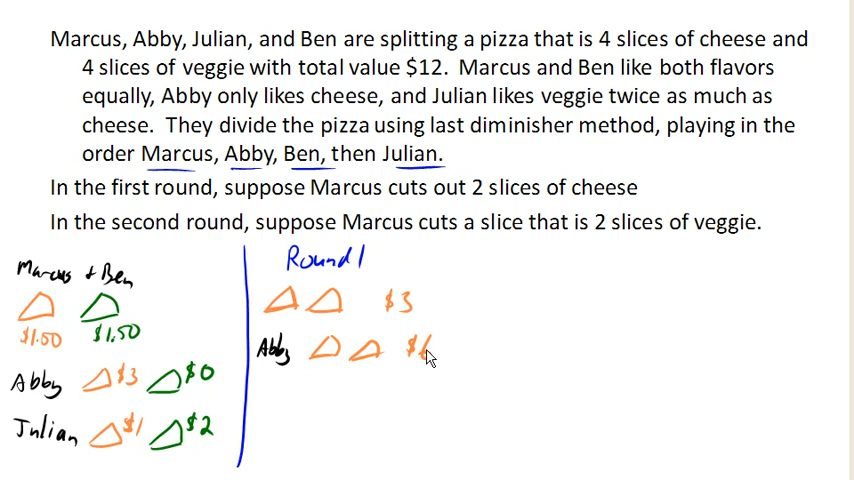 Marcus, Abby, Julian, and Ben are splitting a pizza that is 4 slices of cheese and
4 slices of veggie with total value $12. Marcus and Ben like both flavors
equally, Abby only likes cheese, and Julian likes veggie twice as much as
cheese. They divide the pizza using last diminisher method, playing in the
order Marcus, Abby, Ben, then Julian.
In the first round, suppose Marcus cuts out 2 slices of cheese
In the second round, suppose Marcus cuts a slice that is 2 slices of veggie.
Marcus + Ben
$1.50 $1.50
Abby $3 $0
Julian $1 $2
Round 1
$3
Abby $6